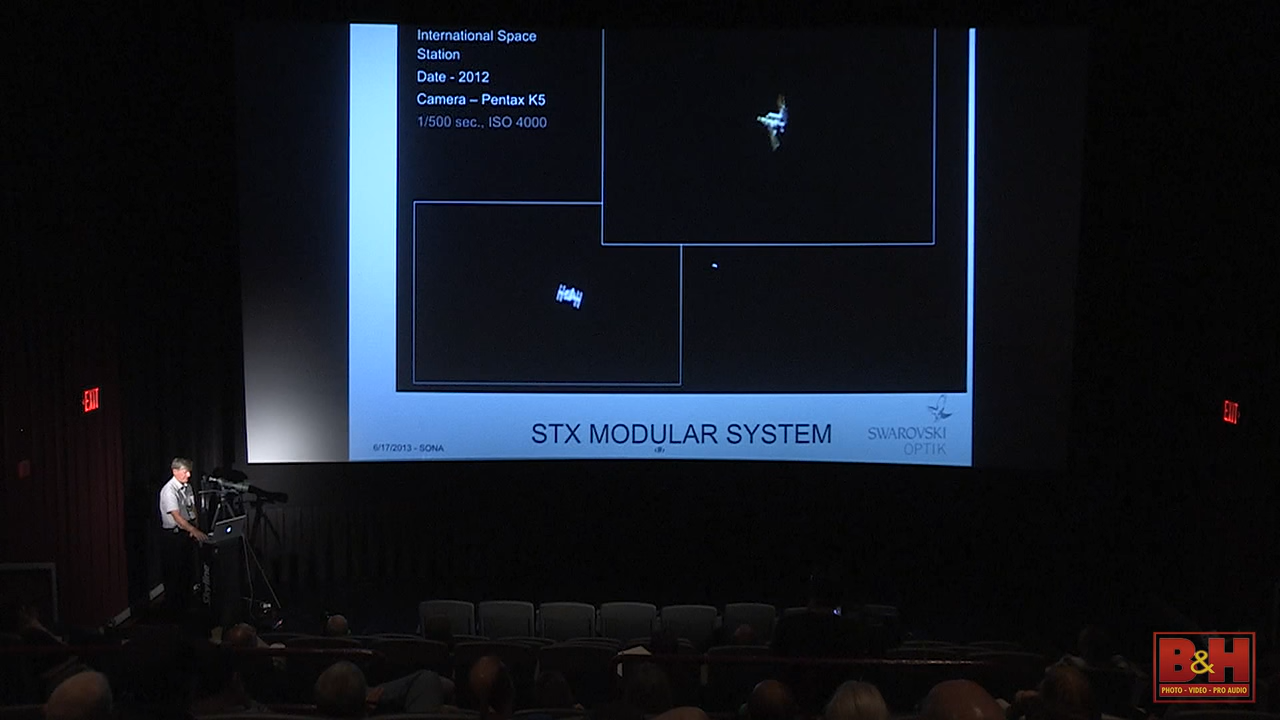 International Space
Station
Date - 2012
Camera – Pentax K5
1/500 sec., ISO 4000
STX MODULAR SYSTEM
6/17/2013 - SONA
SWAROVSKI
OPTIK
EXIT
EXIT
Skyline
B&H
PHOTO - VIDEO - PRO AUDIO